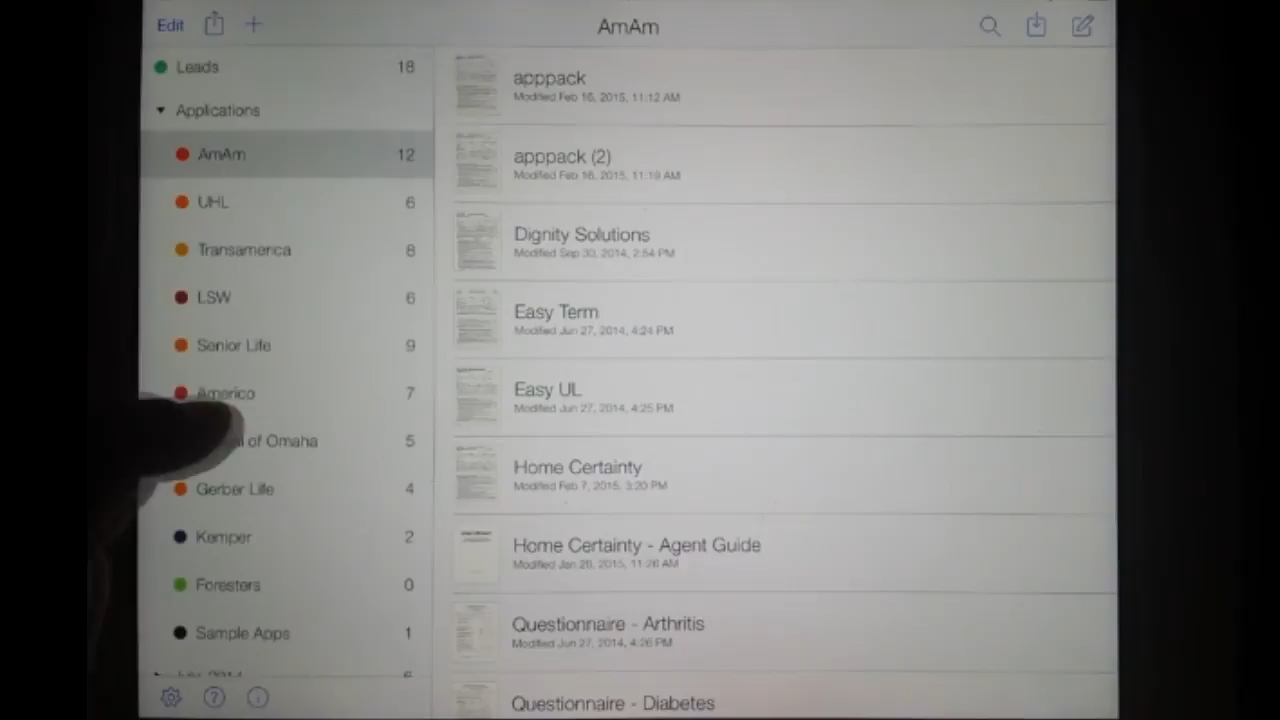 Edit
AmAm
Leads 18
Applications
AmAm 12
UHL 6
Transamerica 8
LSW 6
Senior Life 9
Americo 7
of Omaha 5
Gerber Life 4
Kemper 2
Foresters 0
Sample Apps 1
apppack
Modified Feb 16, 2015, 11:12 AM
apppack (2)
Modified Feb 16, 2015, 11:19 AM
Dignity Solutions
Modified Sep 30, 2014, 2:54 PM
Easy Term
Modified Jun 27, 2014, 4:24 PM
Easy UL
Modified Jun 27, 2014, 4:25 PM
Home Certainty
Modified Feb 7, 2015, 3:20 PM
Home Certainty - Agent Guide
Modified Jan 26, 2015, 11:26 AM
Questionnaire - Arthritis
Modified Jun 27, 2014, 4:26 PM
Questionnaire - Diabetes